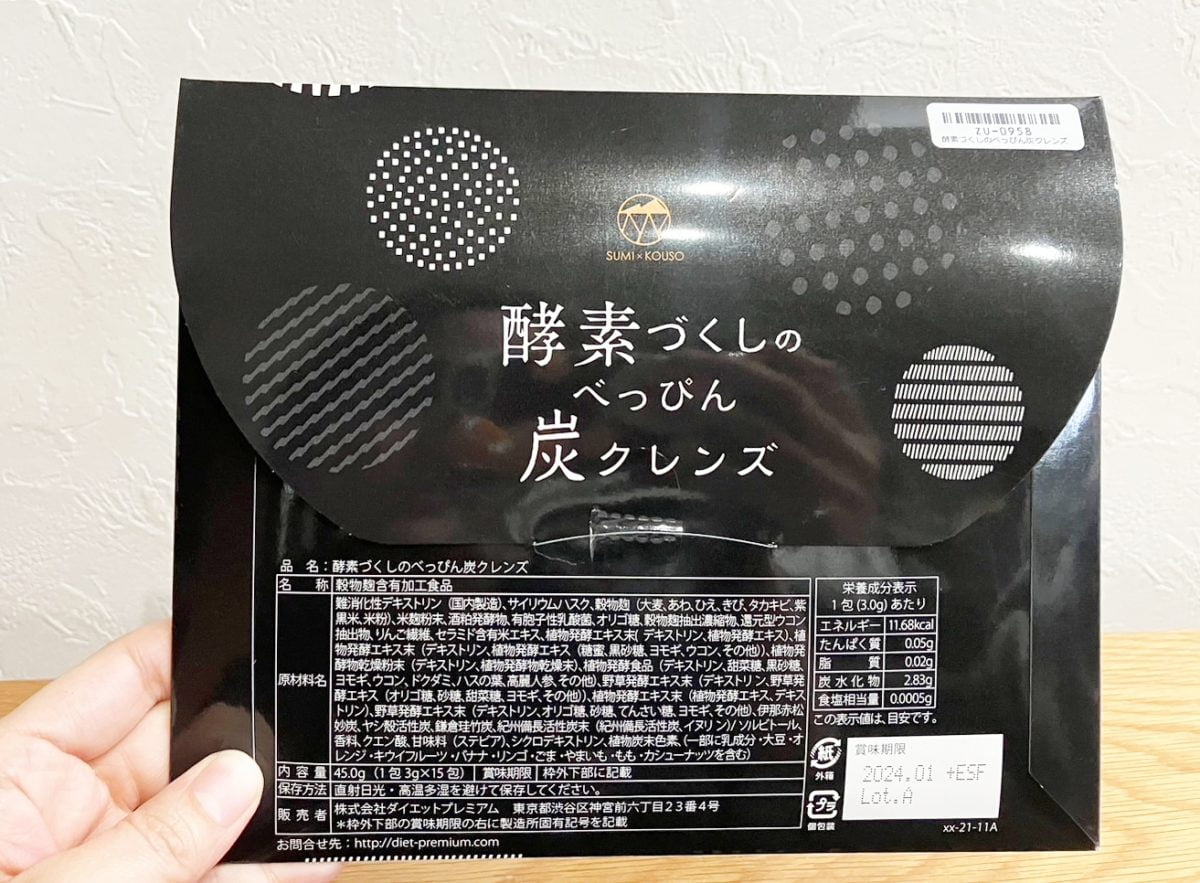 ZU-0958
酵素づくしのべっぴん炭クレンズ
SUMI×KOUSO
酵素づくしの
べっぴん
炭クレンズ
品 名：酵素づくしのべっぴん炭クレンズ
名 称 穀物麹含有加工食品
原材料名
難消化性デキストリン（国内製造）、サイリウムハスク、穀物麹（大麦、あわ、ひえ、きび、タカキビ、紫
黒米、米粉）、米麹粉末、酒粕発酵物、有胞子性乳酸菌、オリゴ糖、穀物麹抽出濃縮物、還元型ウコン
抽出物、りんご繊維、セラミド含有米エキス、植物発酵エキス末（デキストリン、植物発酵エキス）、植
物発酵エキス末（デキストリン、植物発酵エキス（糖蜜、黒砂糖、ヨモギ、ウコン、その他））、植物発
酵物乾燥粉末（デキストリン、植物発酵物乾燥末）、植物発酵食品（デキストリン、甜菜糖、黒砂糖、
ヨモギ、ウコン、ドクダミ、ハスの葉、高麗人参、その他）、野草発酵エキス末（デキストリン、野草発
酵エキス（オリゴ糖、砂糖、甜菜糖、ヨモギ、その他））、植物発酵エキス末（植物発酵エキス、デキス
トリン）、野草発酵エキス末（デキストリン、オリゴ糖、砂糖、てんさい糖、ヨモギ、その他）、伊那赤松
妙炭、ヤシ殻活性炭、鎌倉珪竹炭、紀州備長活性炭末（紀州備長活性炭、イヌリン）/ソルビトール、
香料、クエン酸、甘味料（ステビア）、シクロデキストリン、植物炭末色素、（一部に乳成分・大豆・オ
レンジ・キウイフルーツ・バナナ・リンゴ・ごま・やまいも・もも・カシューナッツを含む）
内 容 量 45.0g（1包3g×15包） 賞味期限 枠外下部に記載
保存方法 直射日光・高温多湿を避けて保存してください。
販 売 者 株式会社ダイエットプレミアム 東京都渋谷区神宮前六丁目23番4号
＊枠外下部の賞味期限の右に製造所固有記号を記載
お問合せ先：http://diet-premium.com
栄養成分表示
1包(3.0g)あたり
エネルギー 11.68kcal
たんぱく質 0.05g
脂 質 0.02g
炭水化物 2.83g
食塩相当量 0.0005g
この表示値は、目安です。
紙
外箱
プラ
個包装
賞味期限
2024.01 +ESF
Lot.A
xx-21-11A